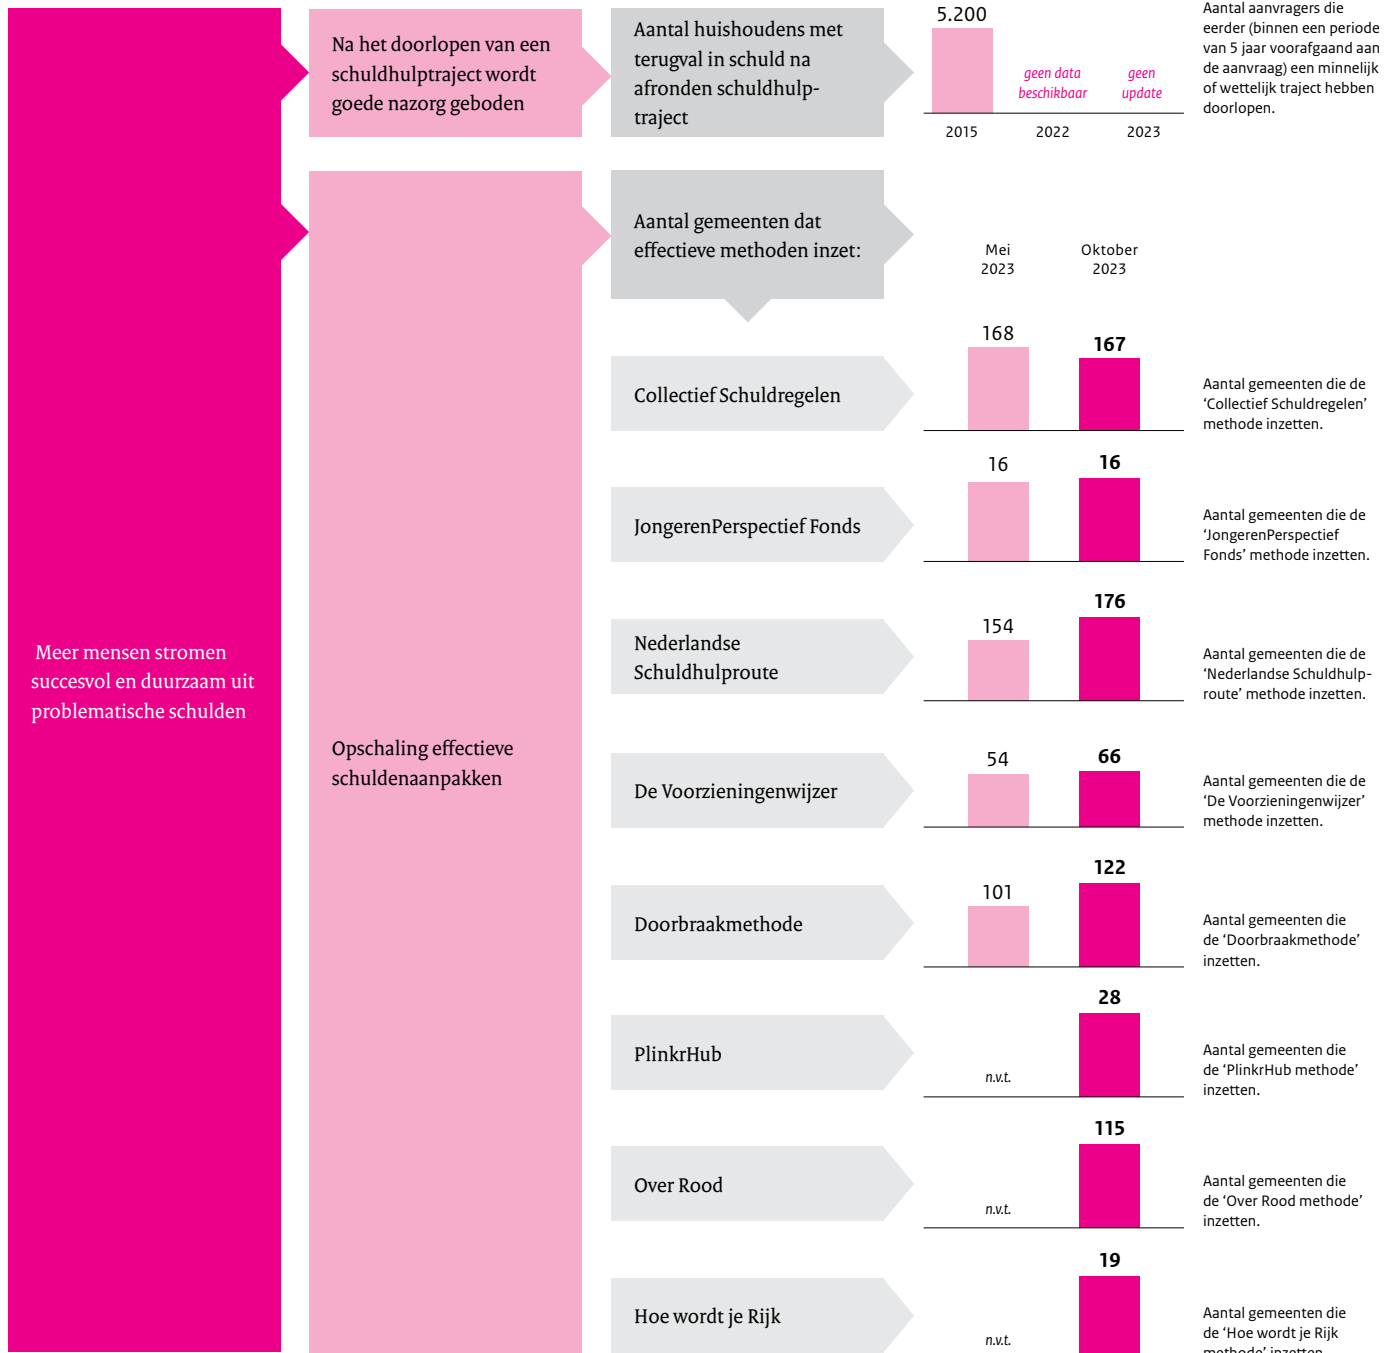 Meer mensen stromen
succesvol en duurzaam uit
problematische schulden
Na het doorlopen van een
schuldhulptraject wordt
goede nazorg geboden
Aantal huishoudens met
terugval in schuld na
afronden schuldhulp-
traject
5.200
geen data
beschikbaar
geen
update
2015
2022
2023
Aantal aanvragers die
eerder (binnen een periode
van 5 jaar voorafgaand aan
de aanvraag) een minnelijk
of wettelijk traject hebben
doorlopen.
Opschaling effectieve
schuldenaanpakken
Aantal gemeenten dat
effectieve methoden inzet:
Mei
2023
Oktober
2023
Collectief Schuldregelen
168
167
Aantal gemeenten die de
‘Collectief Schuldregelen’
methode inzetten.
JongerenPerspectief Fonds
16
16
Aantal gemeenten die de
‘JongerenPerspectief
Fonds’ methode inzetten.
Nederlandse
Schuldhulproute
154
176
Aantal gemeenten die de
‘Nederlandse Schuldhulp-
route’ methode inzetten.
De Voorzieningenwijzer
54
66
Aantal gemeenten die de
‘De Voorzieningenwijzer’
methode inzetten.
Doorbraakmethode
101
122
Aantal gemeenten die
de ‘Doorbraakmethode’
inzetten.
PlinkrHub
n.v.t.
28
Aantal gemeenten die
de ‘PlinkrHub methode’
inzetten.
Over Rood
n.v.t.
115
Aantal gemeenten die
de ‘Over Rood methode’
inzetten.
Hoe wordt je Rijk
n.v.t.
19
Aantal gemeenten die
de ‘Hoe wordt je Rijk
methode’ inzetten.